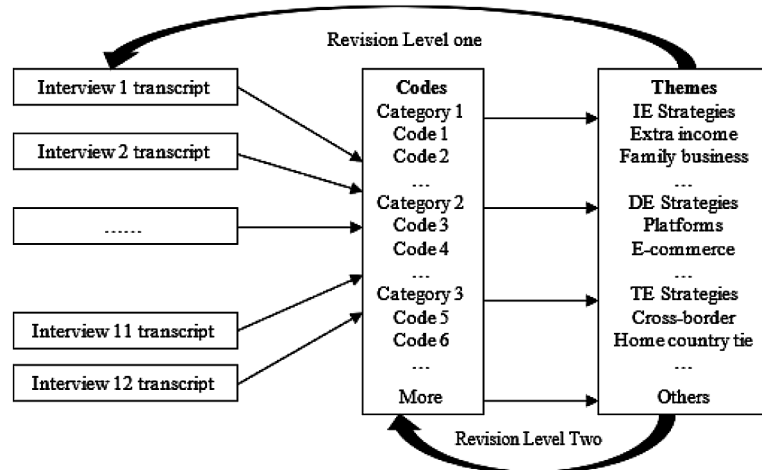 Revision Level one
Interview 1 transcript
Interview 2 transcript
......
Interview 11 transcript
Interview 12 transcript
Codes
Category 1
Code 1
Code 2
...
Category 2
Code 3
Code 4
...
Category 3
Code 5
Code 6
...
More
Themes
IE Strategies
Extra income
Family business
...
DE Strategies
Platforms
E-commerce
...
TE Strategies
Cross-border
Home country tie
...
Others
Revision Level Two